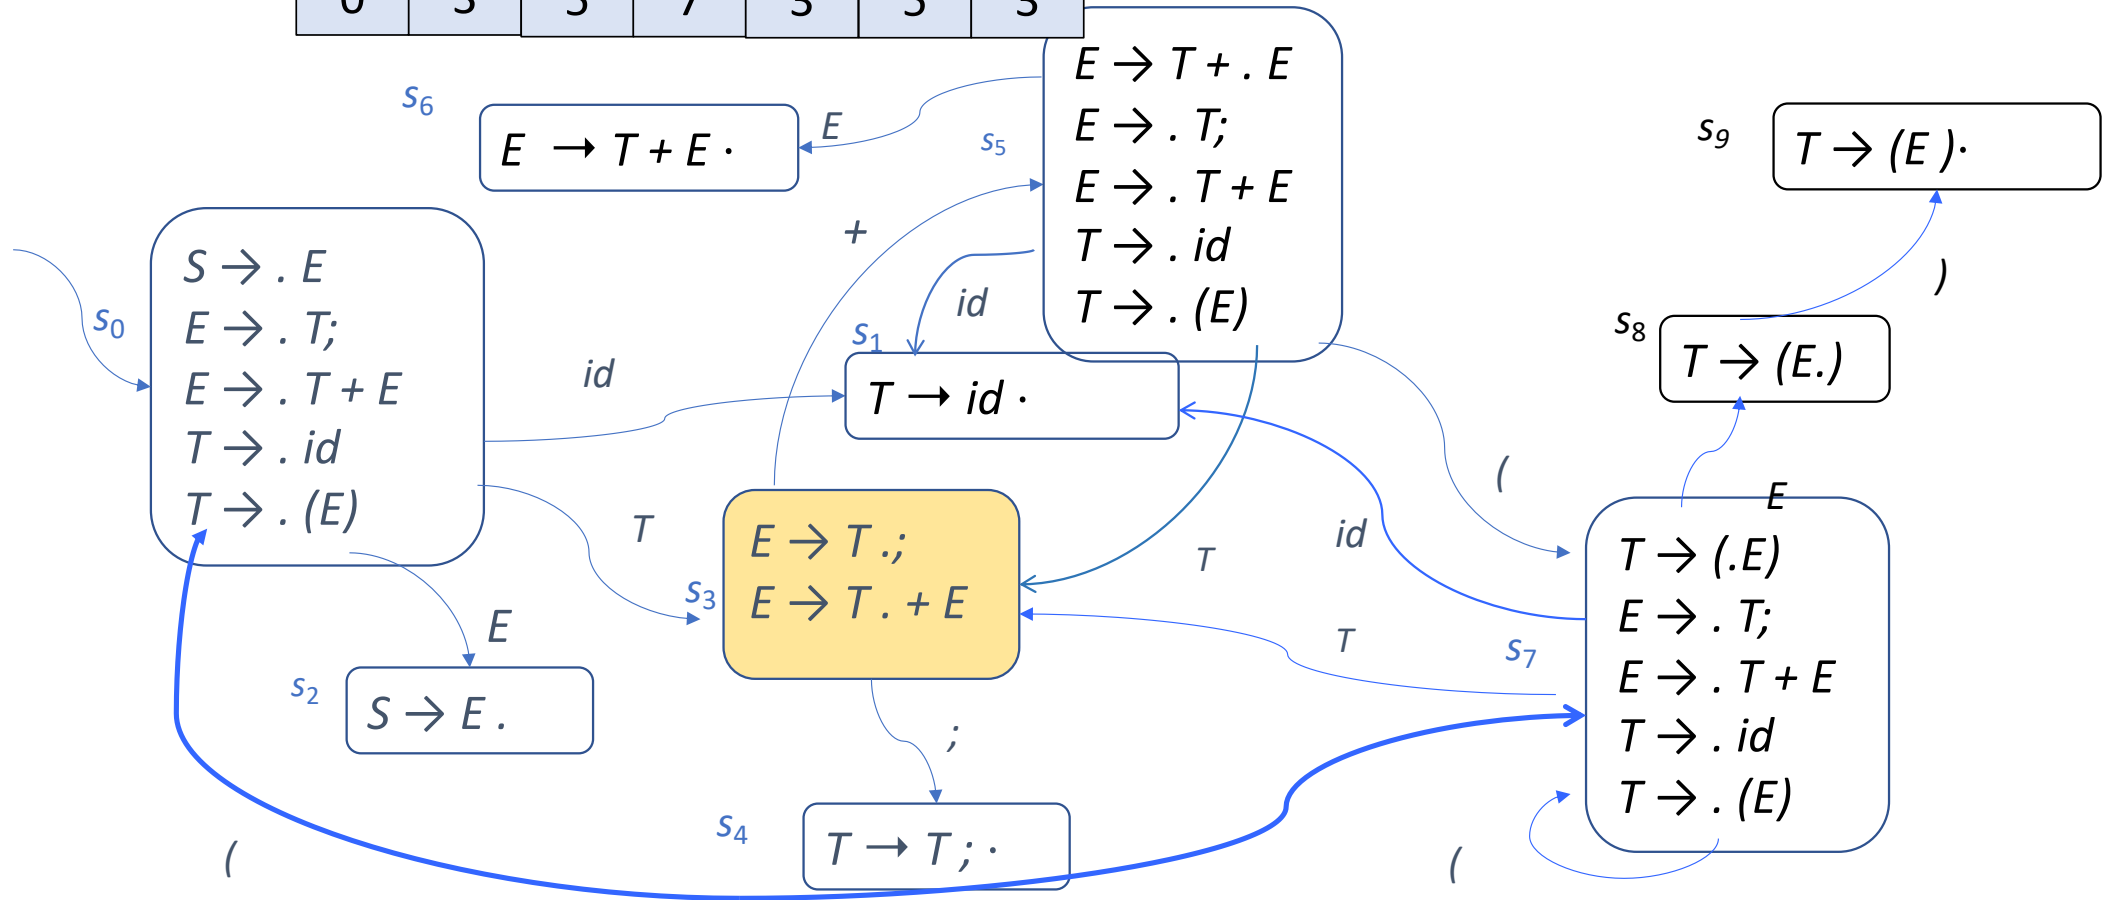 s6
E → T + E ·
E
s5
E → T + . E
E → . T;
E → . T + E
T → . id
T → . (E)
s9
T → (E )·
+
)
s0
S → . E
E → . T;
E → . T + E
T → . id
T → . (E)
id
id
s1
T → id ·
s8
T → (E.)
(
E
T
s3
E → T .;
E → T . + E
T
id
T
s7
T → (.E)
E → . T;
E → . T + E
T → . id
T → . (E)
E
s2
S → E .
;
s4
T → T ; ·
(
(